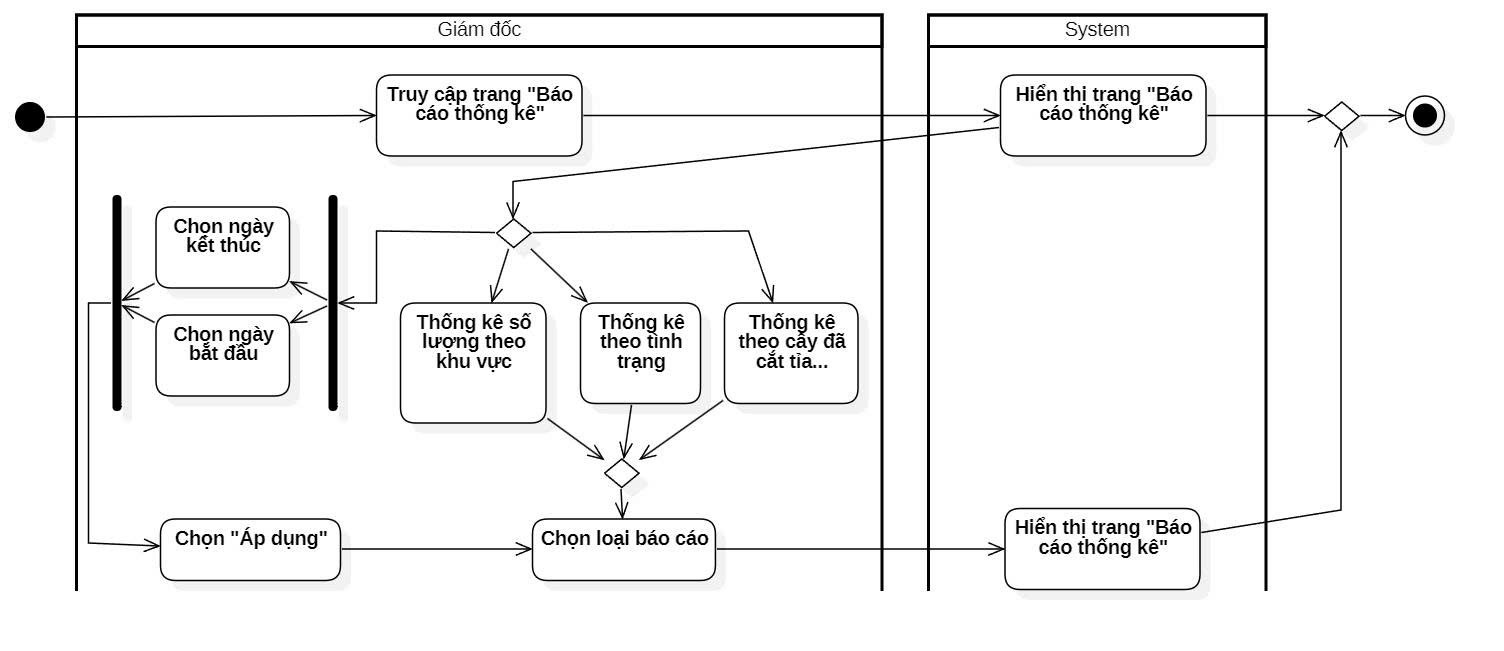 Giám đốc
System
Truy cập trang "Báo
cáo thống kê"
Hiển thị trang "Báo
cáo thống kê"
Chọn ngày
kết thúc
Chọn ngày
bắt đầu
Thống kê số
lượng theo
khu vực
Thống kê
theo tình
trạng
Thống kê
theo cây đã
cắt tỉa...
Chọn "Áp dụng"
Chọn loại báo cáo
Hiển thị trang "Báo
cáo thống kê"